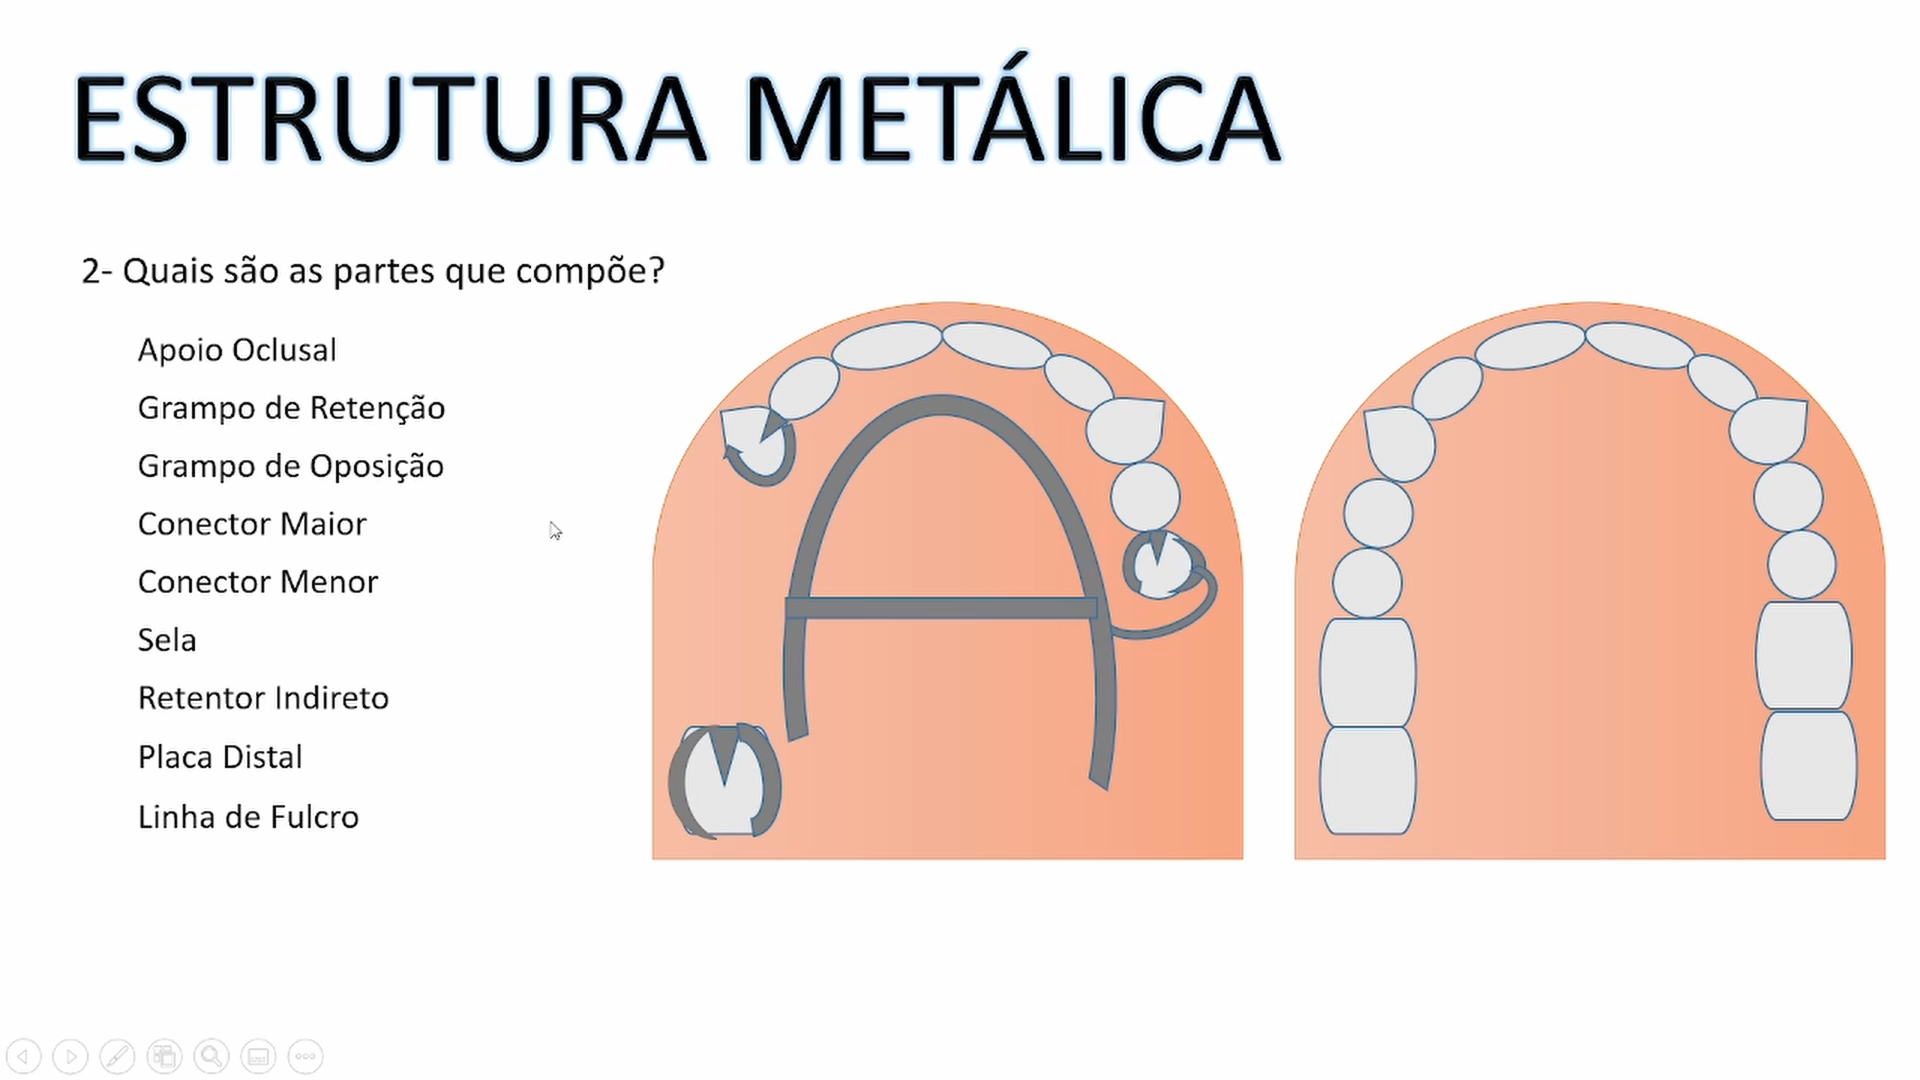 ESTRUTURA METÁLICA
2- Quais são as partes que compõe?
Apoio Oclusal
Grampo de Retenção
Grampo de Oposição
Conector Maior
Conector Menor
Sela
Retentor Indireto
Placa Distal
Linha de Fulcro